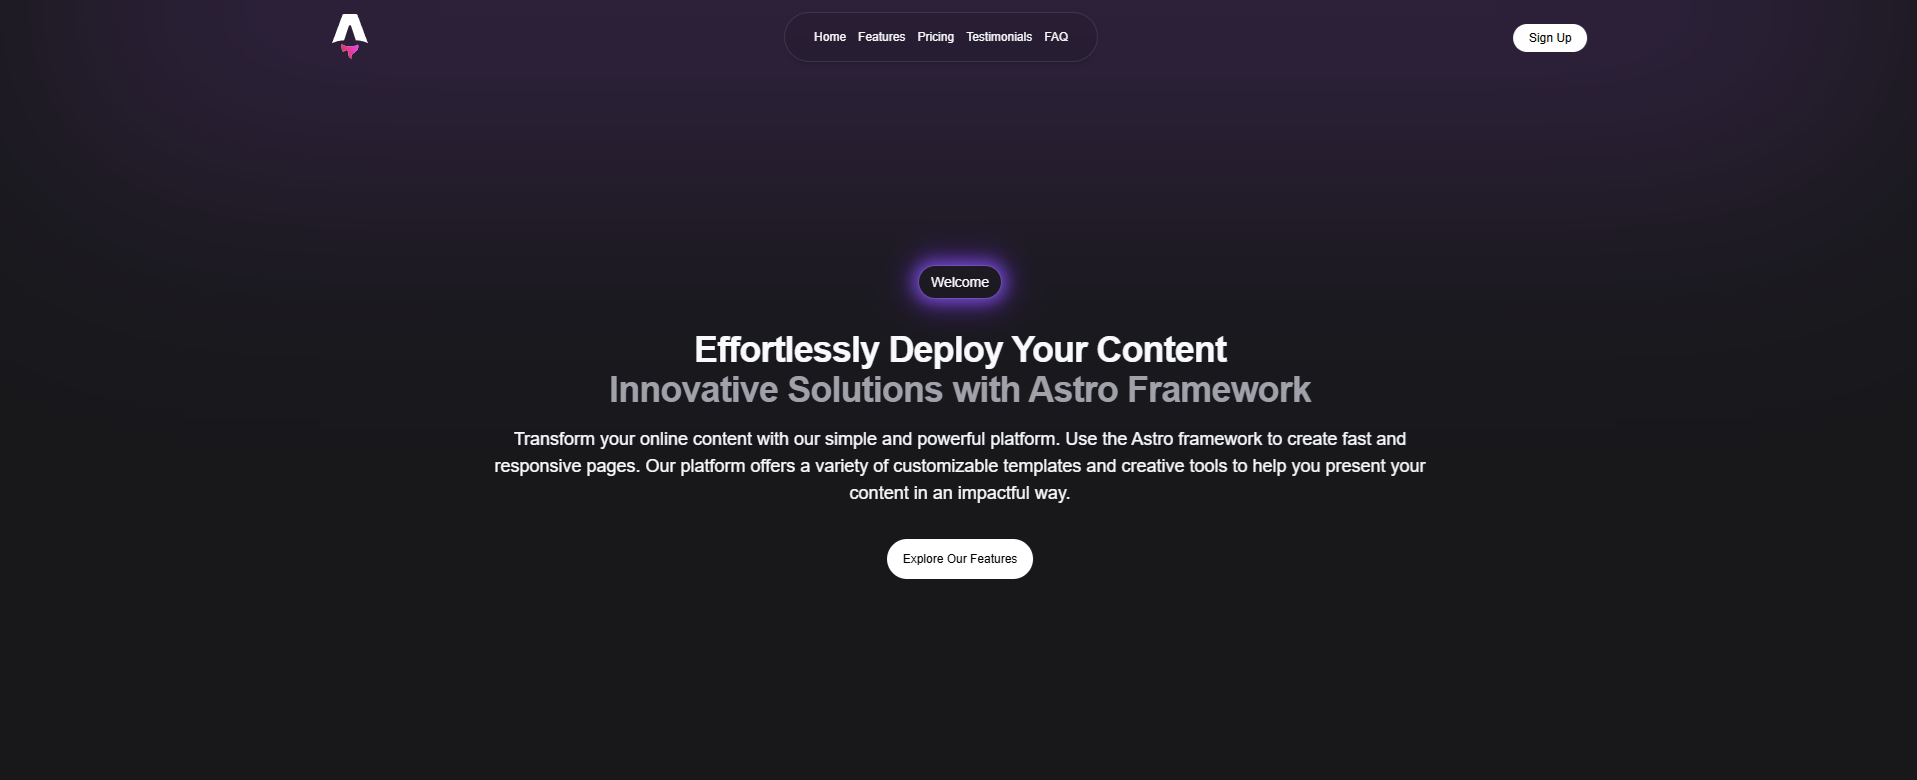 Home Features Pricing Testimonials FAQ
Sign Up
Welcome
Effortlessly Deploy Your Content
Innovative Solutions with Astro Framework
Transform your online content with our simple and powerful platform. Use the Astro framework to create fast and
responsive pages. Our platform offers a variety of customizable templates and creative tools to help you present your
content in an impactful way.
Explore Our Features